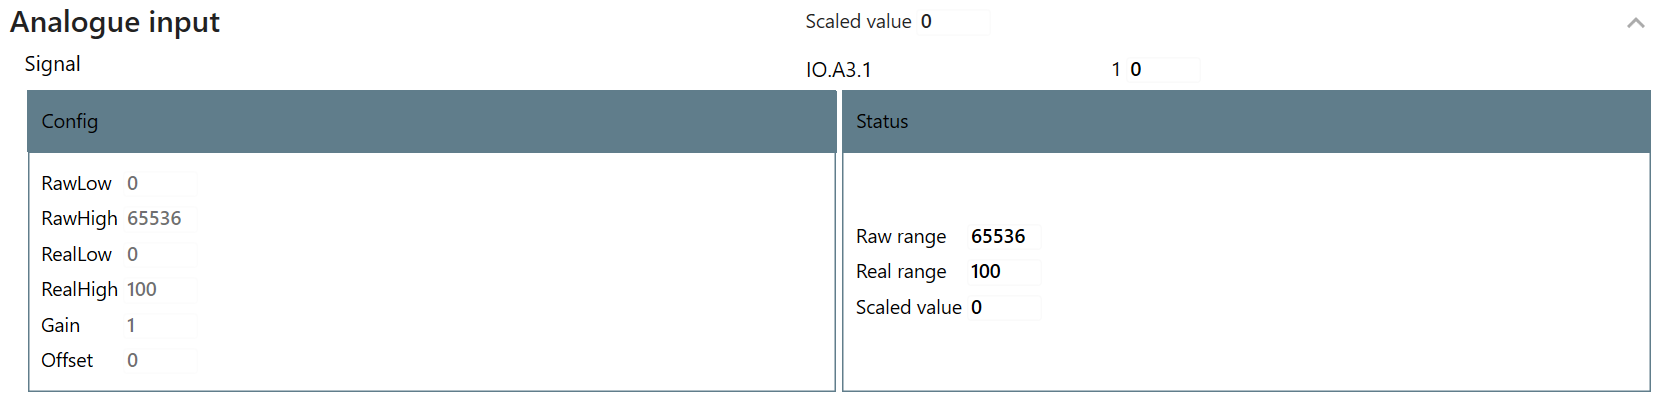 Analogue input Scaled value 0
Signal IO.A3.1 1 0
Config
RawLow 0
RawHigh 65536
RealLow 0
RealHigh 100
Gain 1
Offset 0
Status
Raw range 65536
Real range 100
Scaled value 0